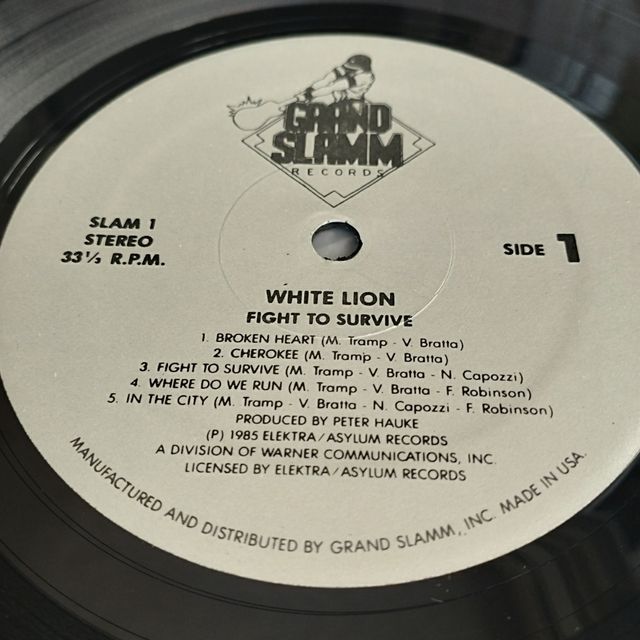 GRAND
SLAMM
RECORDS
SLAM 1
STEREO
33⅓ R.P.M.
SIDE 1
WHITE LION
FIGHT TO SURVIVE
1. BROKEN HEART (M. Tramp - V. Bratta)
2. CHEROKEE (M. Tramp - V. Bratta)
3. FIGHT TO SURVIVE (M. Tramp - V. Bratta - N. Capozzi)
4. WHERE DO WE RUN (M. Tramp - V. Bratta - F. Robinson)
5. IN THE CITY (M. Tramp - V. Bratta - N. Capozzi - F. Robinson)
PRODUCED BY PETER HAUKE
(P) 1985 ELEKTRA/ASYLUM RECORDS
A DIVISION OF WARNER COMMUNICATIONS, INC.
LICENSED BY ELEKTRA/ASYLUM RECORDS
MANUFACTURED AND DISTRIBUTED BY GRAND SLAMM, INC. MADE IN USA.